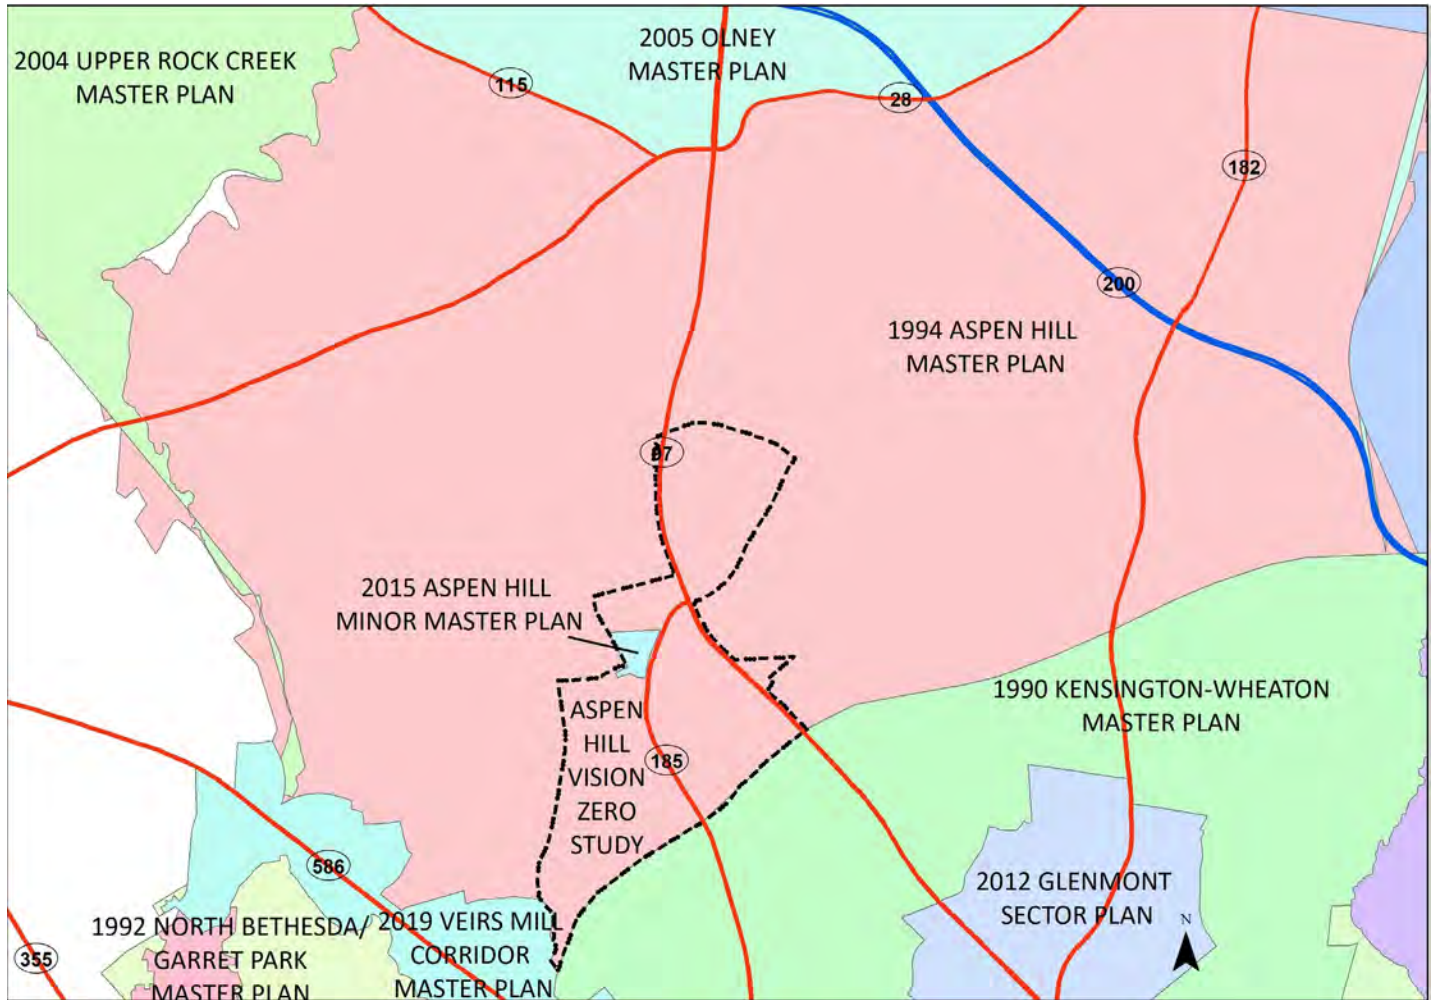 2004 UPPER ROCK CREEK
MASTER PLAN
2005 OLNEY
MASTER PLAN
115
28
182
200
1994 ASPEN HILL
MASTER PLAN
97
2015 ASPEN HILL
MINOR MASTER PLAN
1990 KENSINGTON-WHEATON
MASTER PLAN
ASPEN
HILL
VISION
ZERO
STUDY
185
586
2012 GLENMONT
SECTOR PLAN
N
1992 NORTH BETHESDA/
GARRET PARK
MASTER PLAN
2019 VEIRS MILL
CORRIDOR
MASTER PLAN
355